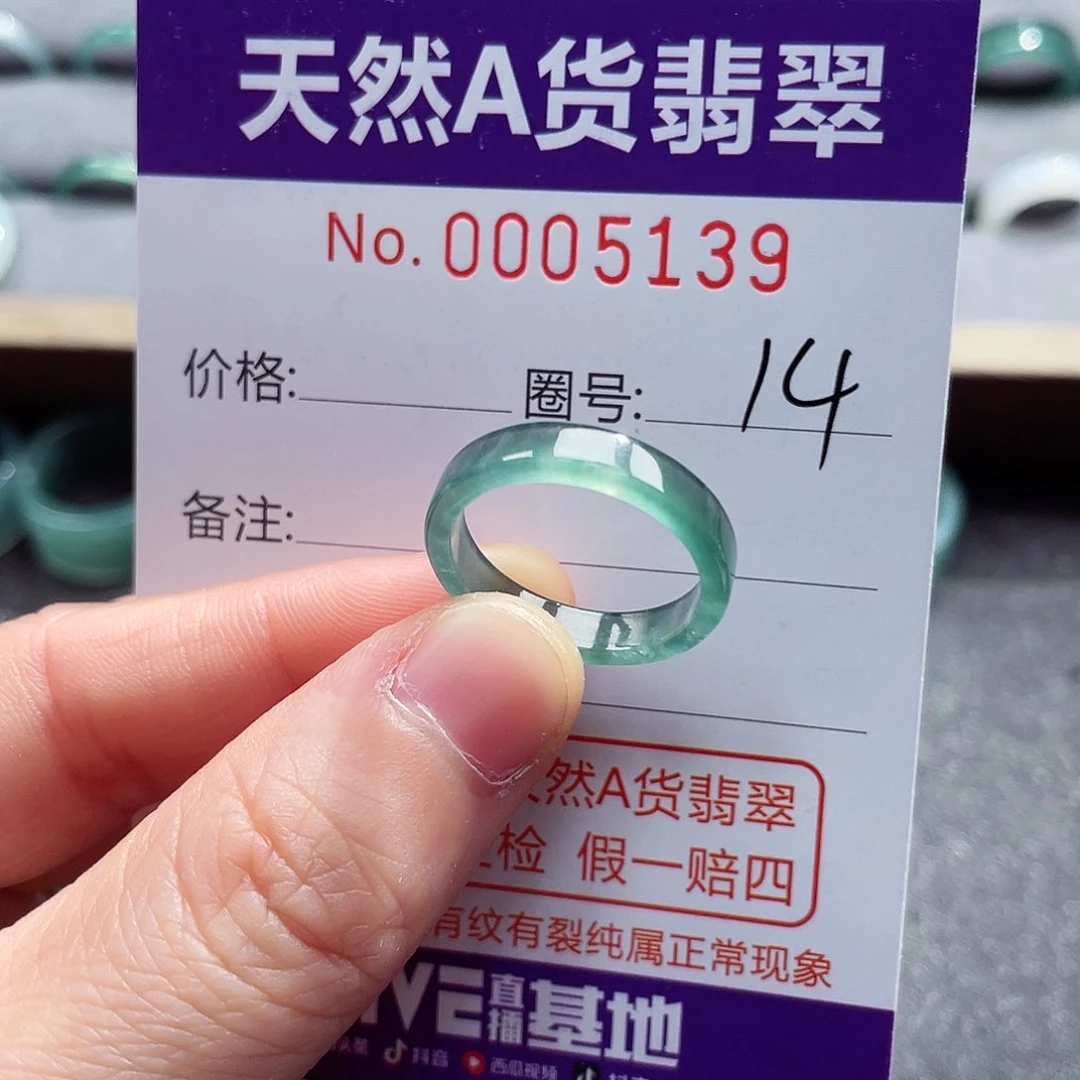 天然A货翡翠
No. 0005139
价格: 圈号: 14
备注:
然A货翡翠
检 假一赔四
有纹有裂纯属正常现象
VE直播基地
抖音 西瓜视频